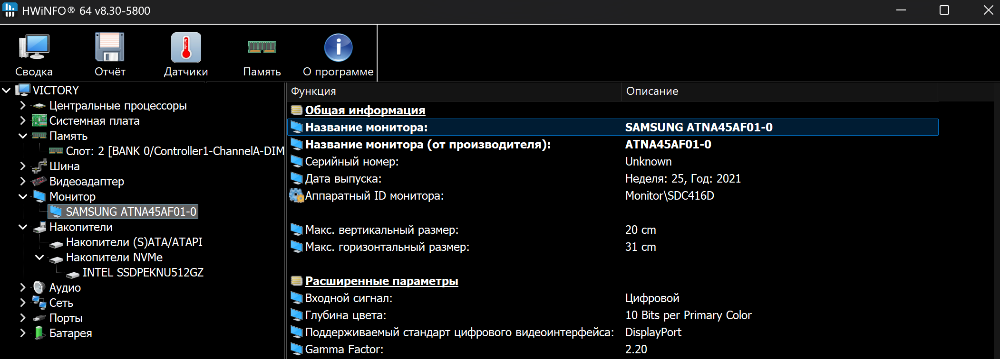 HWiNFO® 64 v8.30-5800
Сводка
Отчёт
Датчики
Память
О программе
VICTORY
Центральные процессоры
Системная плата
Память
Слот: 2 [BANK 0/Controller1-ChannelA-DIM
Шина
Видеоадаптер
Монитор
SAMSUNG ATNA45AF01-0
Накопители
Накопители (S)ATA/ATAPI
Накопители NVMe
INTEL SSDPEKNU512GZ
Аудио
Сеть
Порты
Батарея
Функция Описание
Общая информация
Название монитора: SAMSUNG ATNA45AF01-0
Название монитора (от производителя): ATNA45AF01-0
Серийный номер: Unknown
Дата выпуска: Неделя: 25, Год: 2021
Аппаратный ID монитора: Monitor\SDC416D
Макс. вертикальный размер: 20 cm
Макс. горизонтальный размер: 31 cm
Расширенные параметры
Входной сигнал: Цифровой
Глубина цвета: 10 Bits per Primary Color
Поддерживаемый стандарт цифрового видеоинтерфейса: DisplayPort
Gamma Factor: 2.20